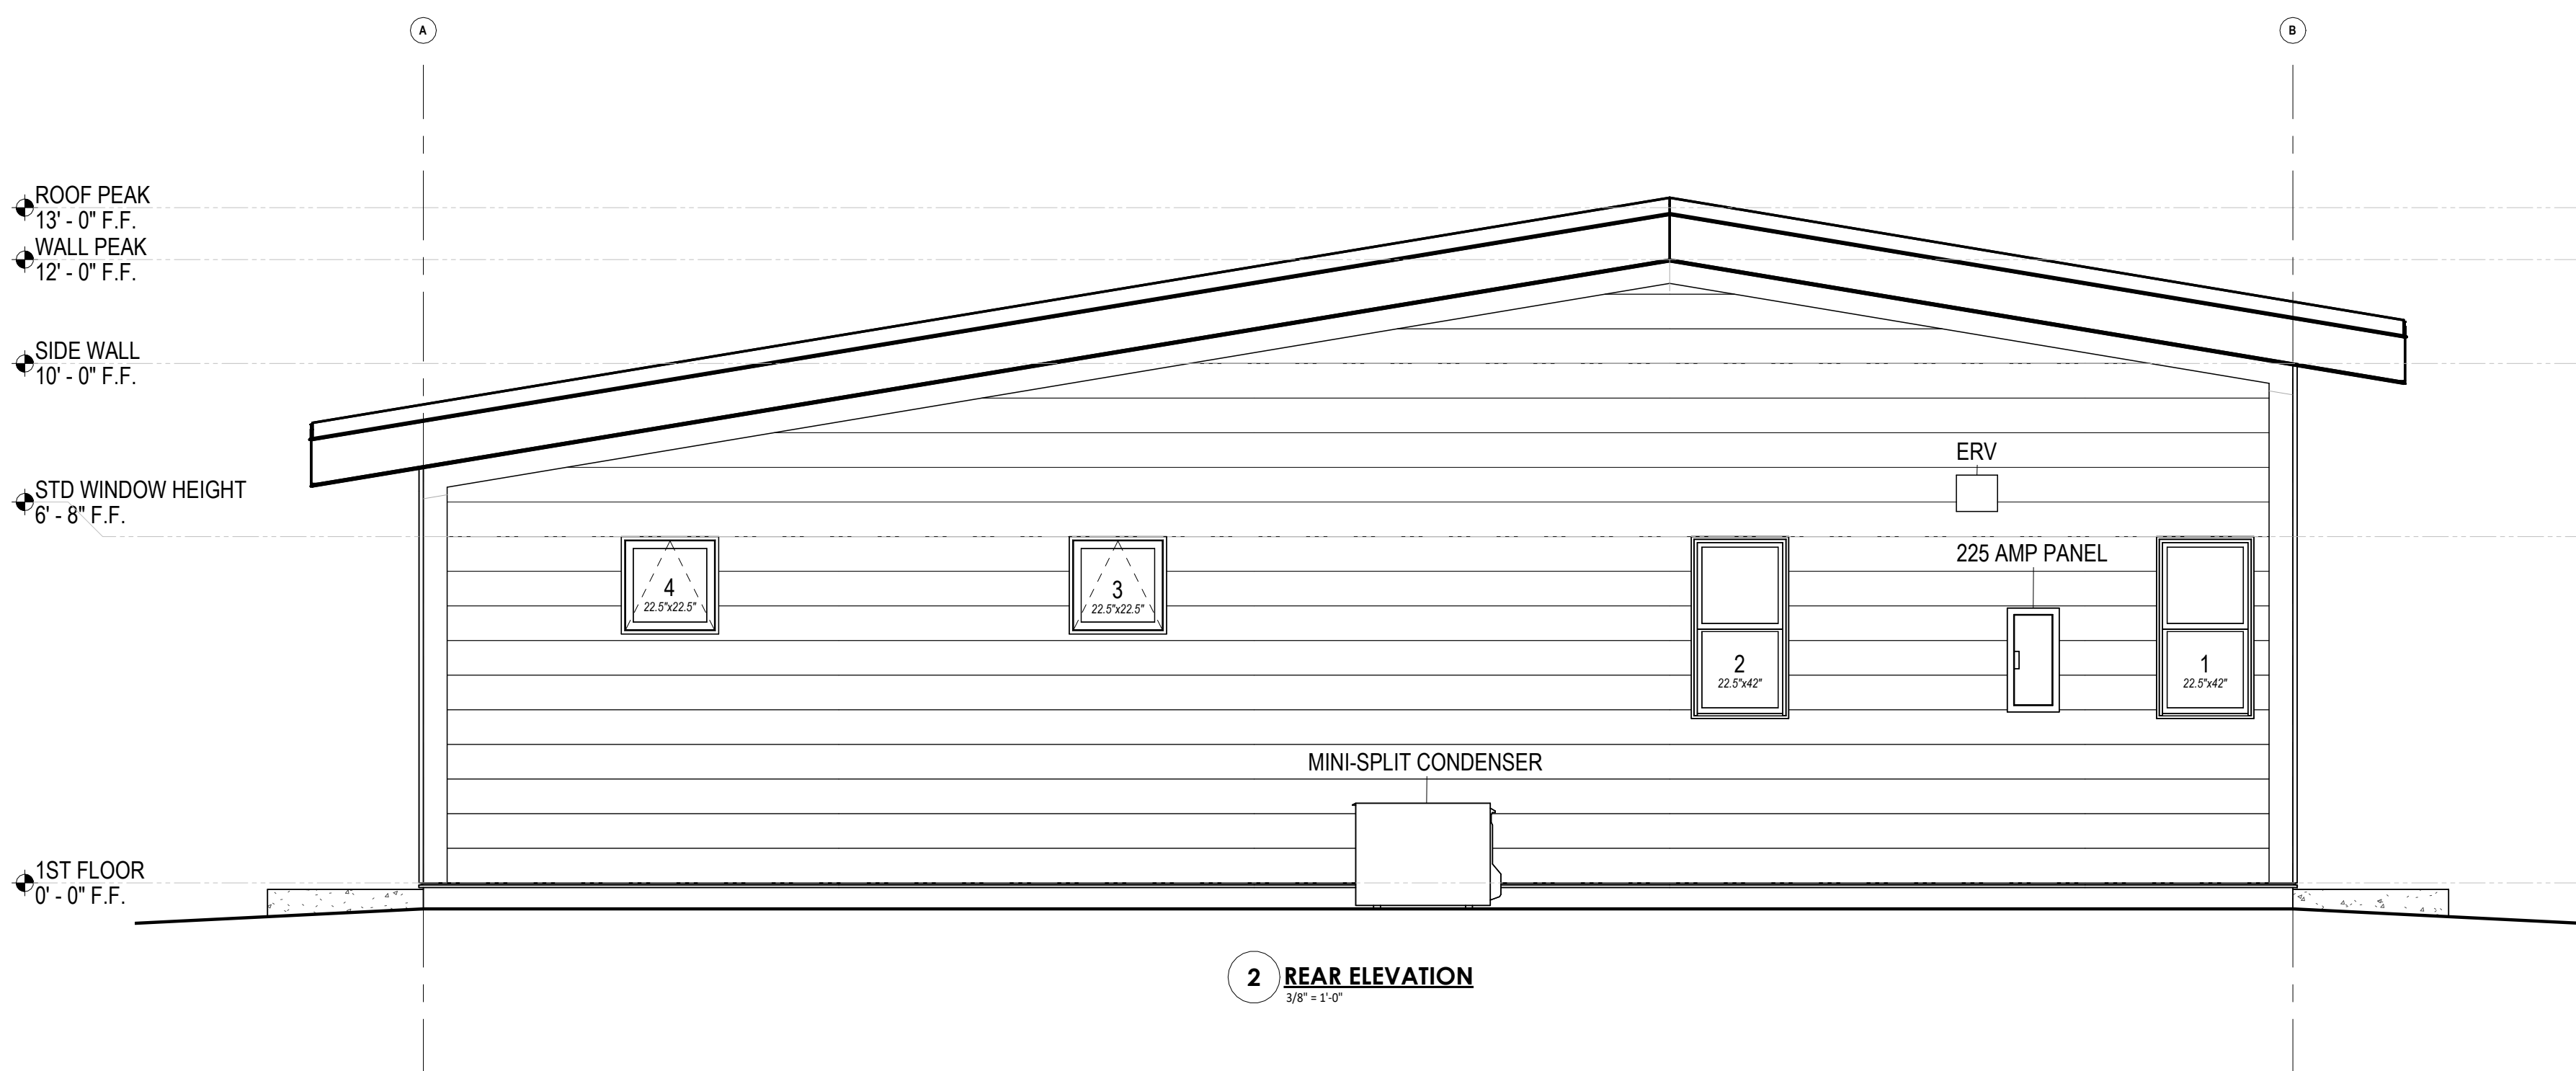 A
B
ROOF PEAK
13' - 0" F.F.
WALL PEAK
12' - 0" F.F.
SIDE WALL
10' - 0" F.F.
ERV
STD WINDOW HEIGHT
6' - 8" F.F.
225 AMP PANEL
4
22.5"x22.5"
3
22.5"x22.5"
2
22.5"x42"
1
22.5"x42"
MINI-SPLIT CONDENSER
1ST FLOOR
0' - 0" F.F.
2 REAR ELEVATION
3/8" = 1'-0"